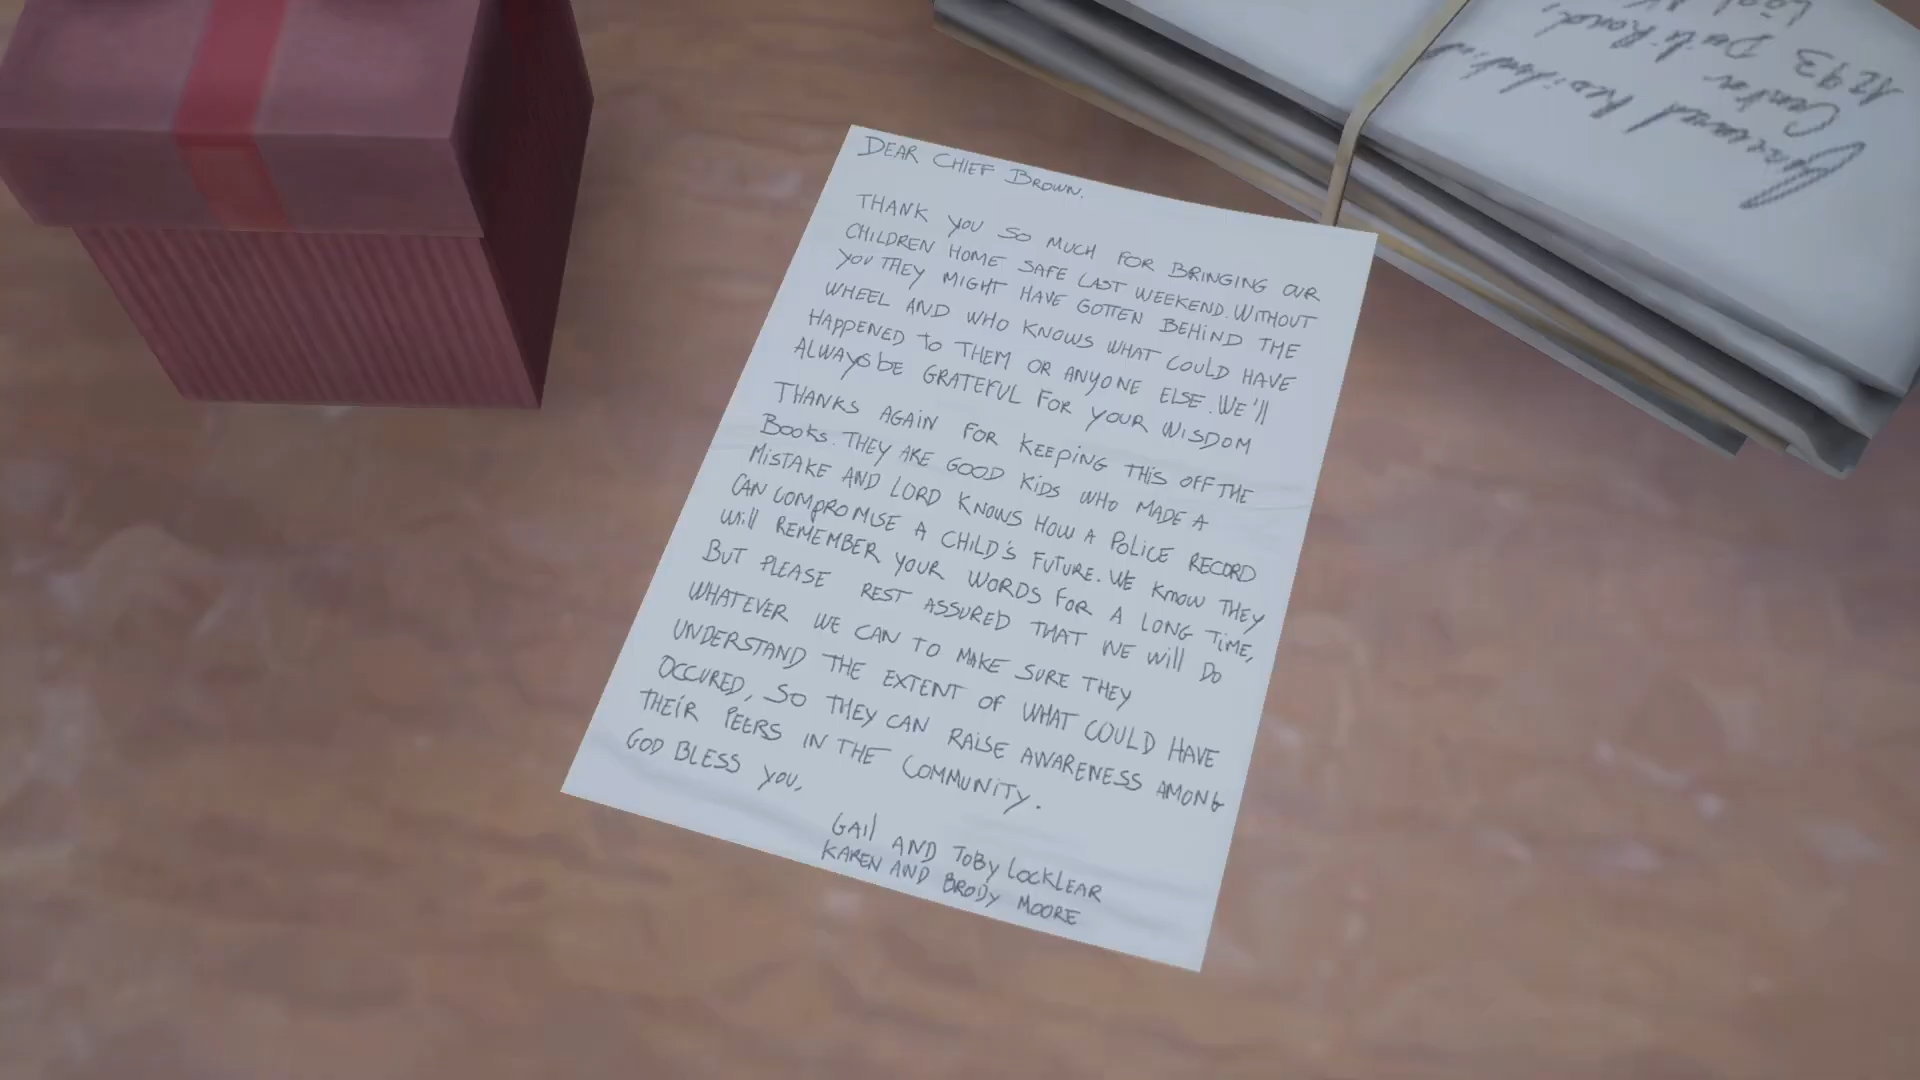 DEAR CHIEF BROWN,
THANK YOU SO MUCH FOR BRINGING OUR
CHILDREN HOME SAFE LAST WEEKEND. WITHOUT
YOU THEY MIGHT HAVE GOTTEN BEHIND THE
WHEEL AND WHO KNOWS WHAT COULD HAVE
HAPPENED to THEM OR ANYONE ELSE. WE'll
ALWAYS bE GRATEFUL FOR YOUR WISDOM
THANKS AGAIN FOR KEEPING THIS OFF THE
BOOKS. THEY ARE GOOD KIDS WHO MADE A
MISTAKE AND LORD KNOWS HOW A POLICE RECORD
CAN COMPROMISE A CHILD'S FUTURE. WE KNOW THEY
Will REMEMBER YOUR WORDS FOR A LONG TIME,
BUT PLEASE REST ASSURED THAT WE Will DO
WHATEVER WE CAN TO MAKE SURE THEY
UNDERSTAND THE EXTENT OF WHAT COULD HAVE
OCCURED, SO THEY CAN RAISE AWARENESS AMONG
THEIR PEERS IN THE COMMUNITY.
GOD BLESS YOU,
GAIl AND TOBY LOCKLEAR
KAREN AND BRODY MOORE
Center
1293
Road,